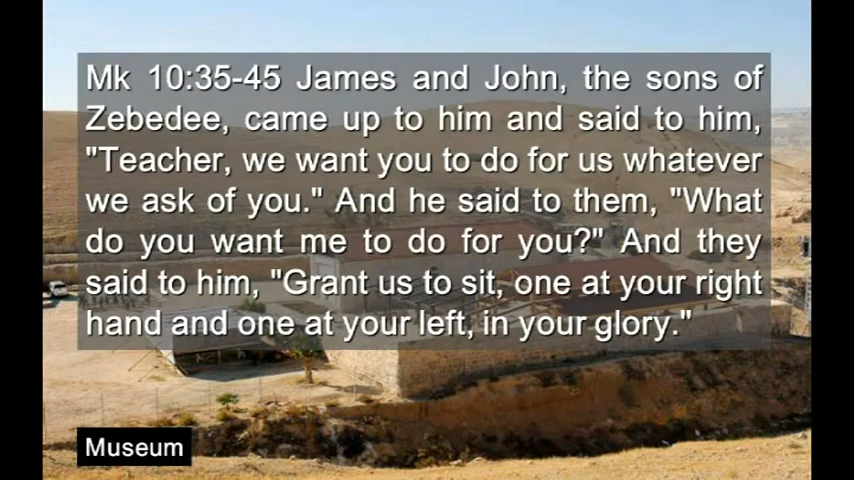 Mk 10:35-45 James and John, the sons of
Zebedee, came up to him and said to him,
"Teacher, we want you to do for us whatever
we ask of you." And he said to them, "What
do you want me to do for you?" And they
said to him, "Grant us to sit, one at your right
hand and one at your left, in your glory."
Museum